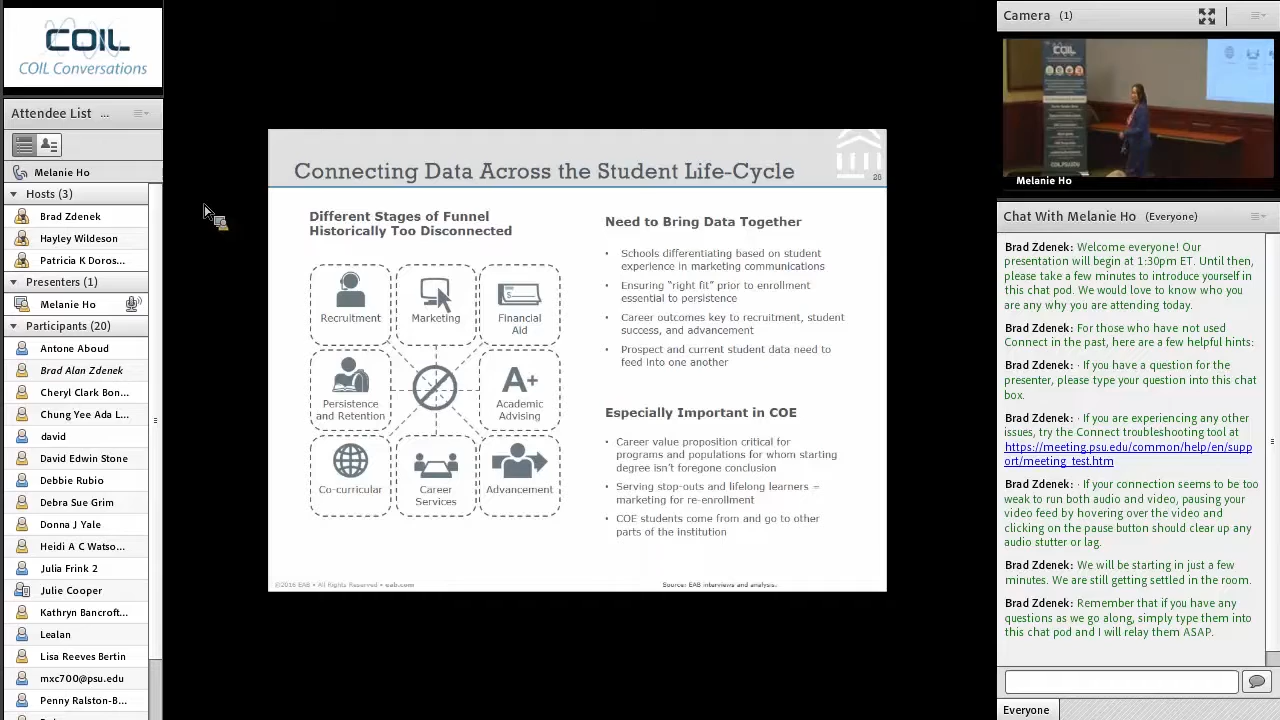 COIL
COIL Conversations
Attendee List ...
Melanie Ho
Hosts (3)
Brad Zdenek
Hayley Wildeson
Patricia K Doros...
Presenters (1)
Melanie Ho
Participants (20)
Antone Aboud
Brad Alan Zdenek
Cheryl Clark Bon...
Chung Yee Ada L...
david
David Edwin Stone
Debbie Rubio
Debra Sue Grim
Donna J Yale
Heidi A C Watso...
Julia Frink 2
Julie Cooper
Kathryn Bancroft...
Lealan
Lisa Reeves Bertin
mxc700@psu.edu
Penny Ralston-B...
Connecting Data Across the Student Life-Cycle
28
Different Stages of Funnel
Historically Too Disconnected
Recruitment
Marketing
Financial
Aid
Persistence
and Retention
A+
Academic
Advising
Co-curricular
Career
Services
Advancement
Need to Bring Data Together
• Schools differentiating based on student
experience in marketing communications
• Ensuring "right fit" prior to enrollment
essential to persistence
• Career outcomes key to recruitment, student
success, and advancement
• Prospect and current student data need to
feed into one another
Especially Important in COE
• Career value proposition critical for
programs and populations for whom starting
degree isn't foregone conclusion
• Serving stop-outs and lifelong learners =
marketing for re-enrollment
• COE students come from and go to other
parts of the institution
©2016 EAB • All Rights Reserved • eab.com
Source: EAB interviews and analysis.
Camera (1)
COIL
Melanie Ho
Chat With Melanie Ho (Everyone)
Brad Zdenek: Welcome everyone! Our
presentation will begin at 1:30pm ET. Until then,
please take a few minutes to introduce yourself in
this chat pod. We would love to know who you
are any why you are attending today.
Brad Zdenek: For those who have not used
Connect in the past, here are a few helpful hints:
Brad Zdenek: · If you have a question for the
presenter, please type your question into this chat
box.
Brad Zdenek: · If you are experiencing any other
issues, try the Connect troubleshooting tool at
https://meeting.psu.edu/common/help/en/supp
ort/meeting_test.htm
Brad Zdenek: · If your connection seems to be too
weak to run both audio and video, pausing your
video feed by hovering over the video and
clicking on the pause button should clear up any
audio stutter or lag.
Brad Zdenek: We will be starting in just a few
minutes. We are still getting settled in the room.
Brad Zdenek: Remember that if you have any
questions as we go along, simply type them into
this chat pod and I will relay them ASAP.
Everyone